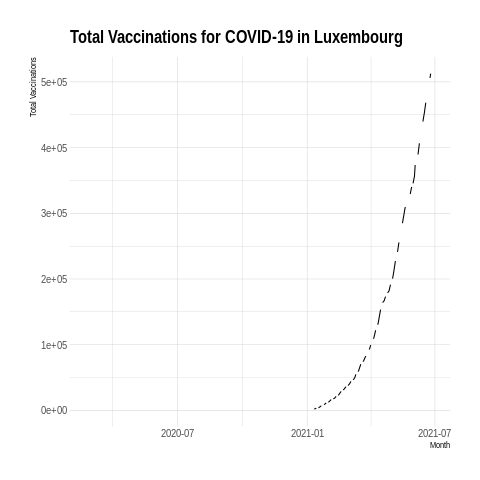 Total Vaccinations for COVID-19 in Luxembourg
Total Vaccinations
5e+05
4e+05
3e+05
2e+05
1e+05
0e+00
2020-07
2021-01
2021-07
Month